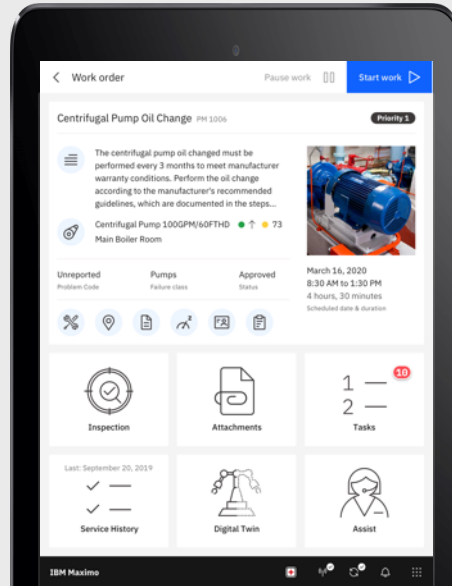 Work order
Pause work
Start work
Centrifugal Pump Oil Change PM 1006
Priority 1
The centrifugal pump oil changed must be
performed every 3 months to meet manufacturer
warranty conditions. Perform the oil change
according to the manufacturer's recommended
guidelines, which are documented in the steps...
Centrifugal Pump 100GPM/60FTHD 73
Main Boiler Room
Unreported
Problem Code
Pumps
Failure class
Approved
Status
March 16, 2020
8:30 AM to 1:30 PM
4 hours, 30 minutes
Scheduled date & duration
Inspection
Attachments
1
2
10
Tasks
Last: September 20, 2019
Service History
Digital Twin
Assist
IBM Maximo